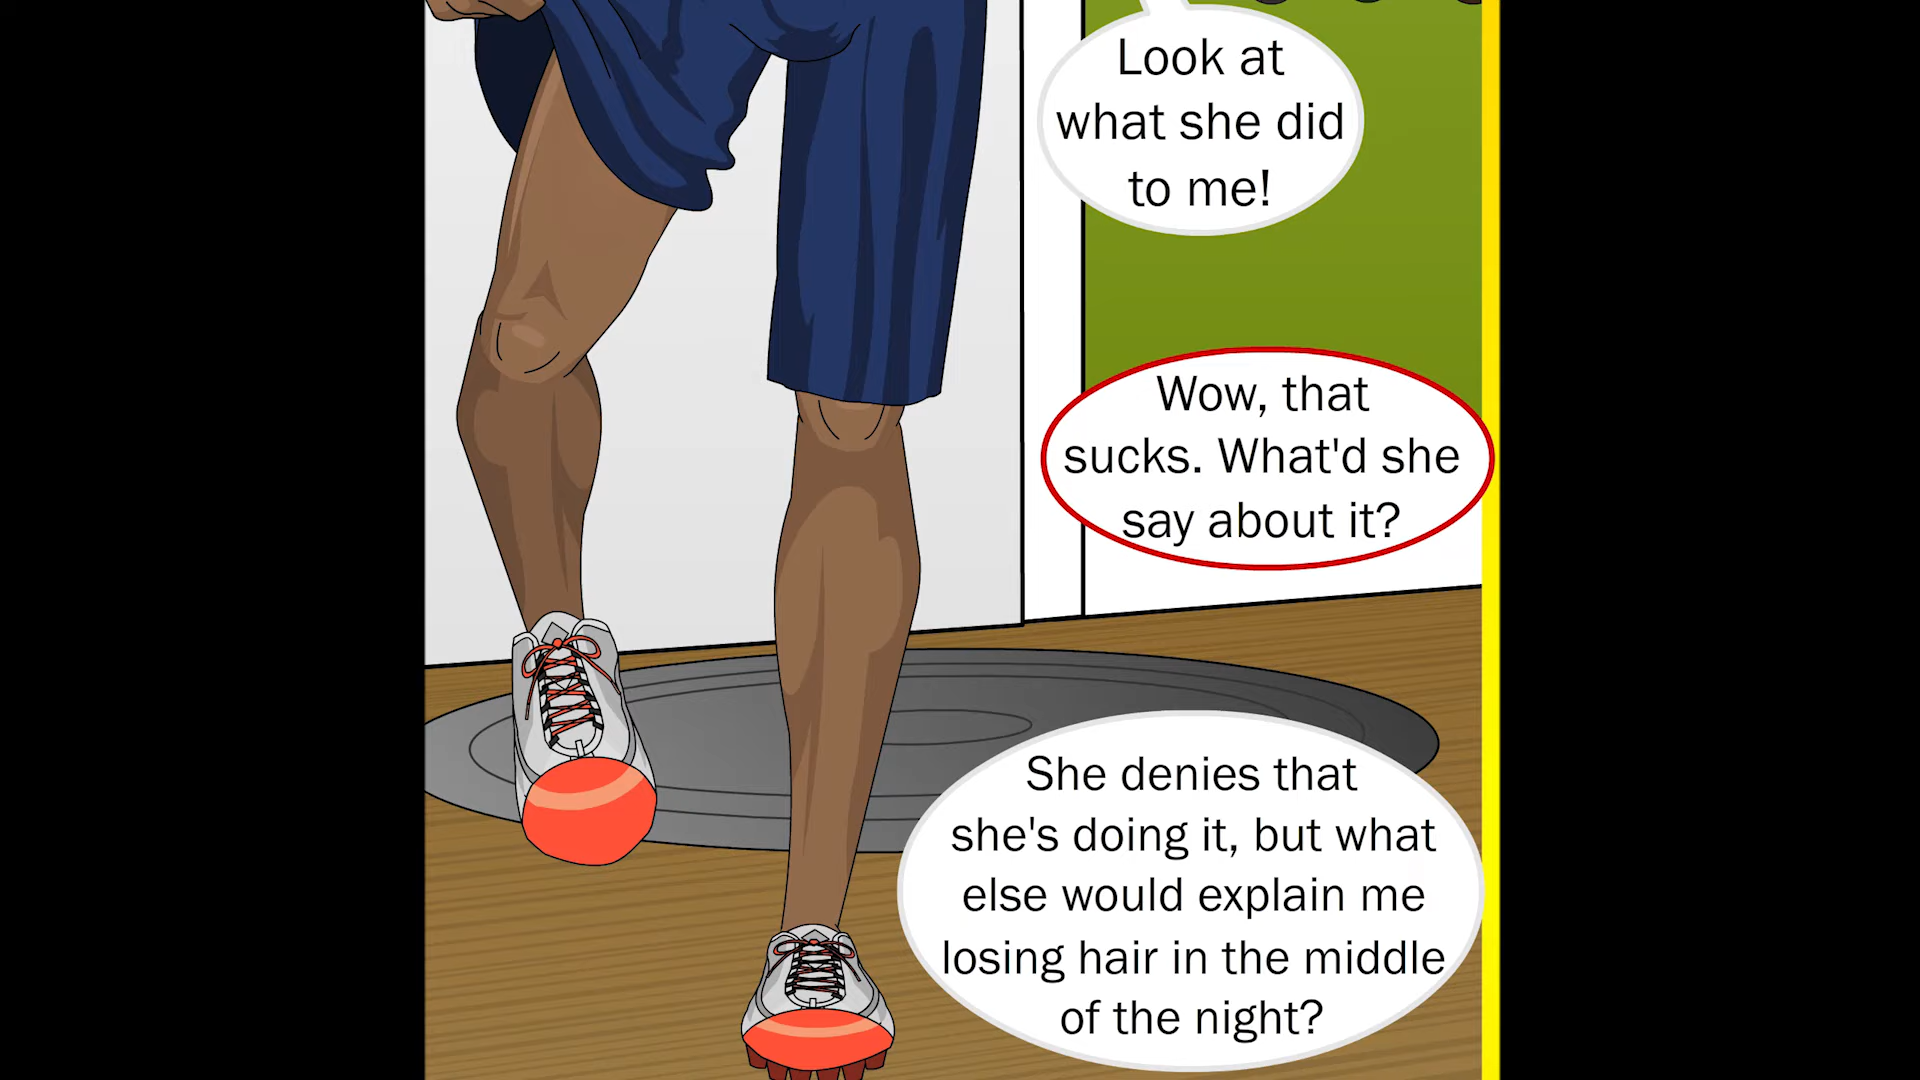 Look at
what she did
to me!
Wow, that
sucks. What'd she
say about it?
She denies that
she's doing it, but what
else would explain me
losing hair in the middle
of the night?